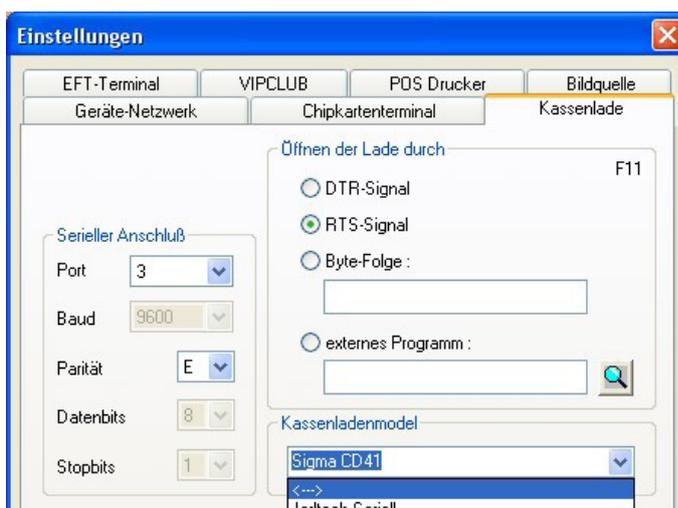 Einstellungen
EFT-Terminal
VIPCLUB
POS Drucker
Bildquelle
Geräte-Netzwerk
Chipkartenterminal
Kassenlade
Öffnen der Lade durch
F11
DTR-Signal
RTS-Signal
Byte-Folge :
externes Programm :
Serieller Anschluß
Port 3
Baud 9600
Parität E
Datenbits 8
Stopbits 1
Kassenladenmodel
Sigma CD41
<--->